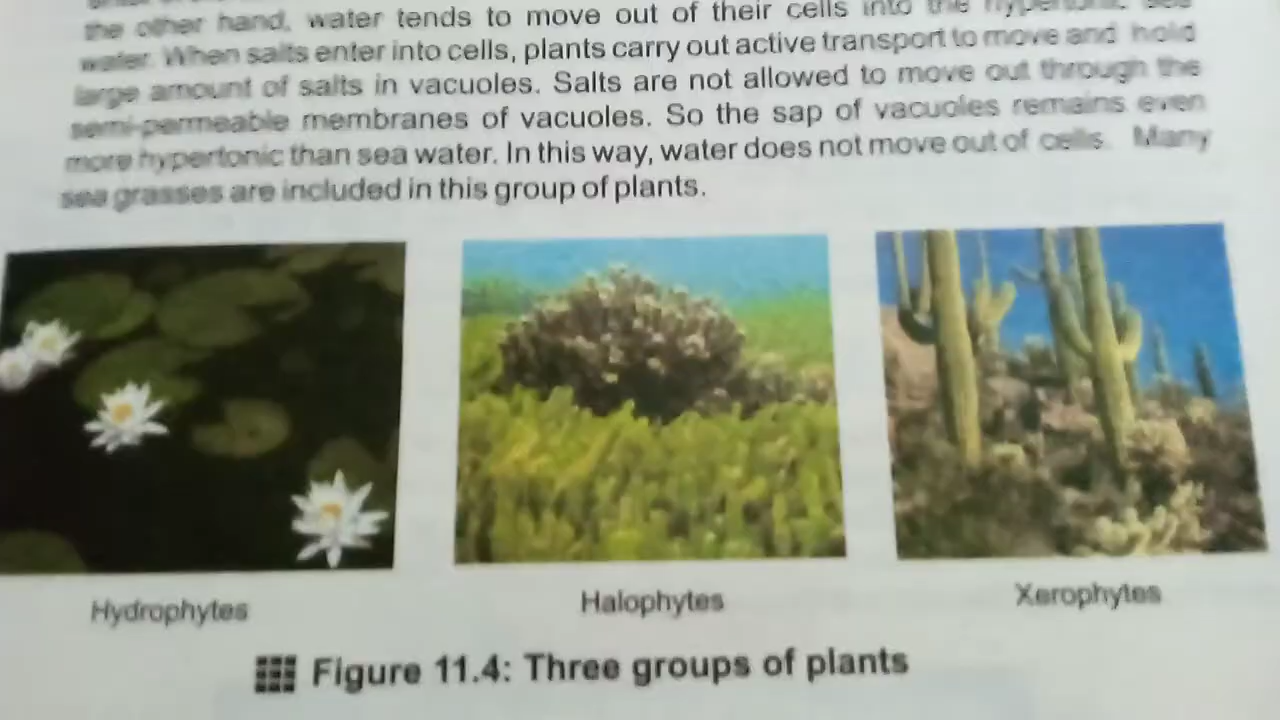 the other hand, water tends to move out of their cells into the hypertonic sea
water. When salts enter into cells, plants carry out active transport to move and hold
large amount of salts in vacuoles. Salts are not allowed to move out through the
semi-permeable membranes of vacuoles. So the sap of vacuoles remains even
more hypertonic than sea water. In this way, water does not move out of cells. Many
sea grasses are included in this group of plants.
Hydrophytes
Halophytes
Xerophytes
Figure 11.4: Three groups of plants